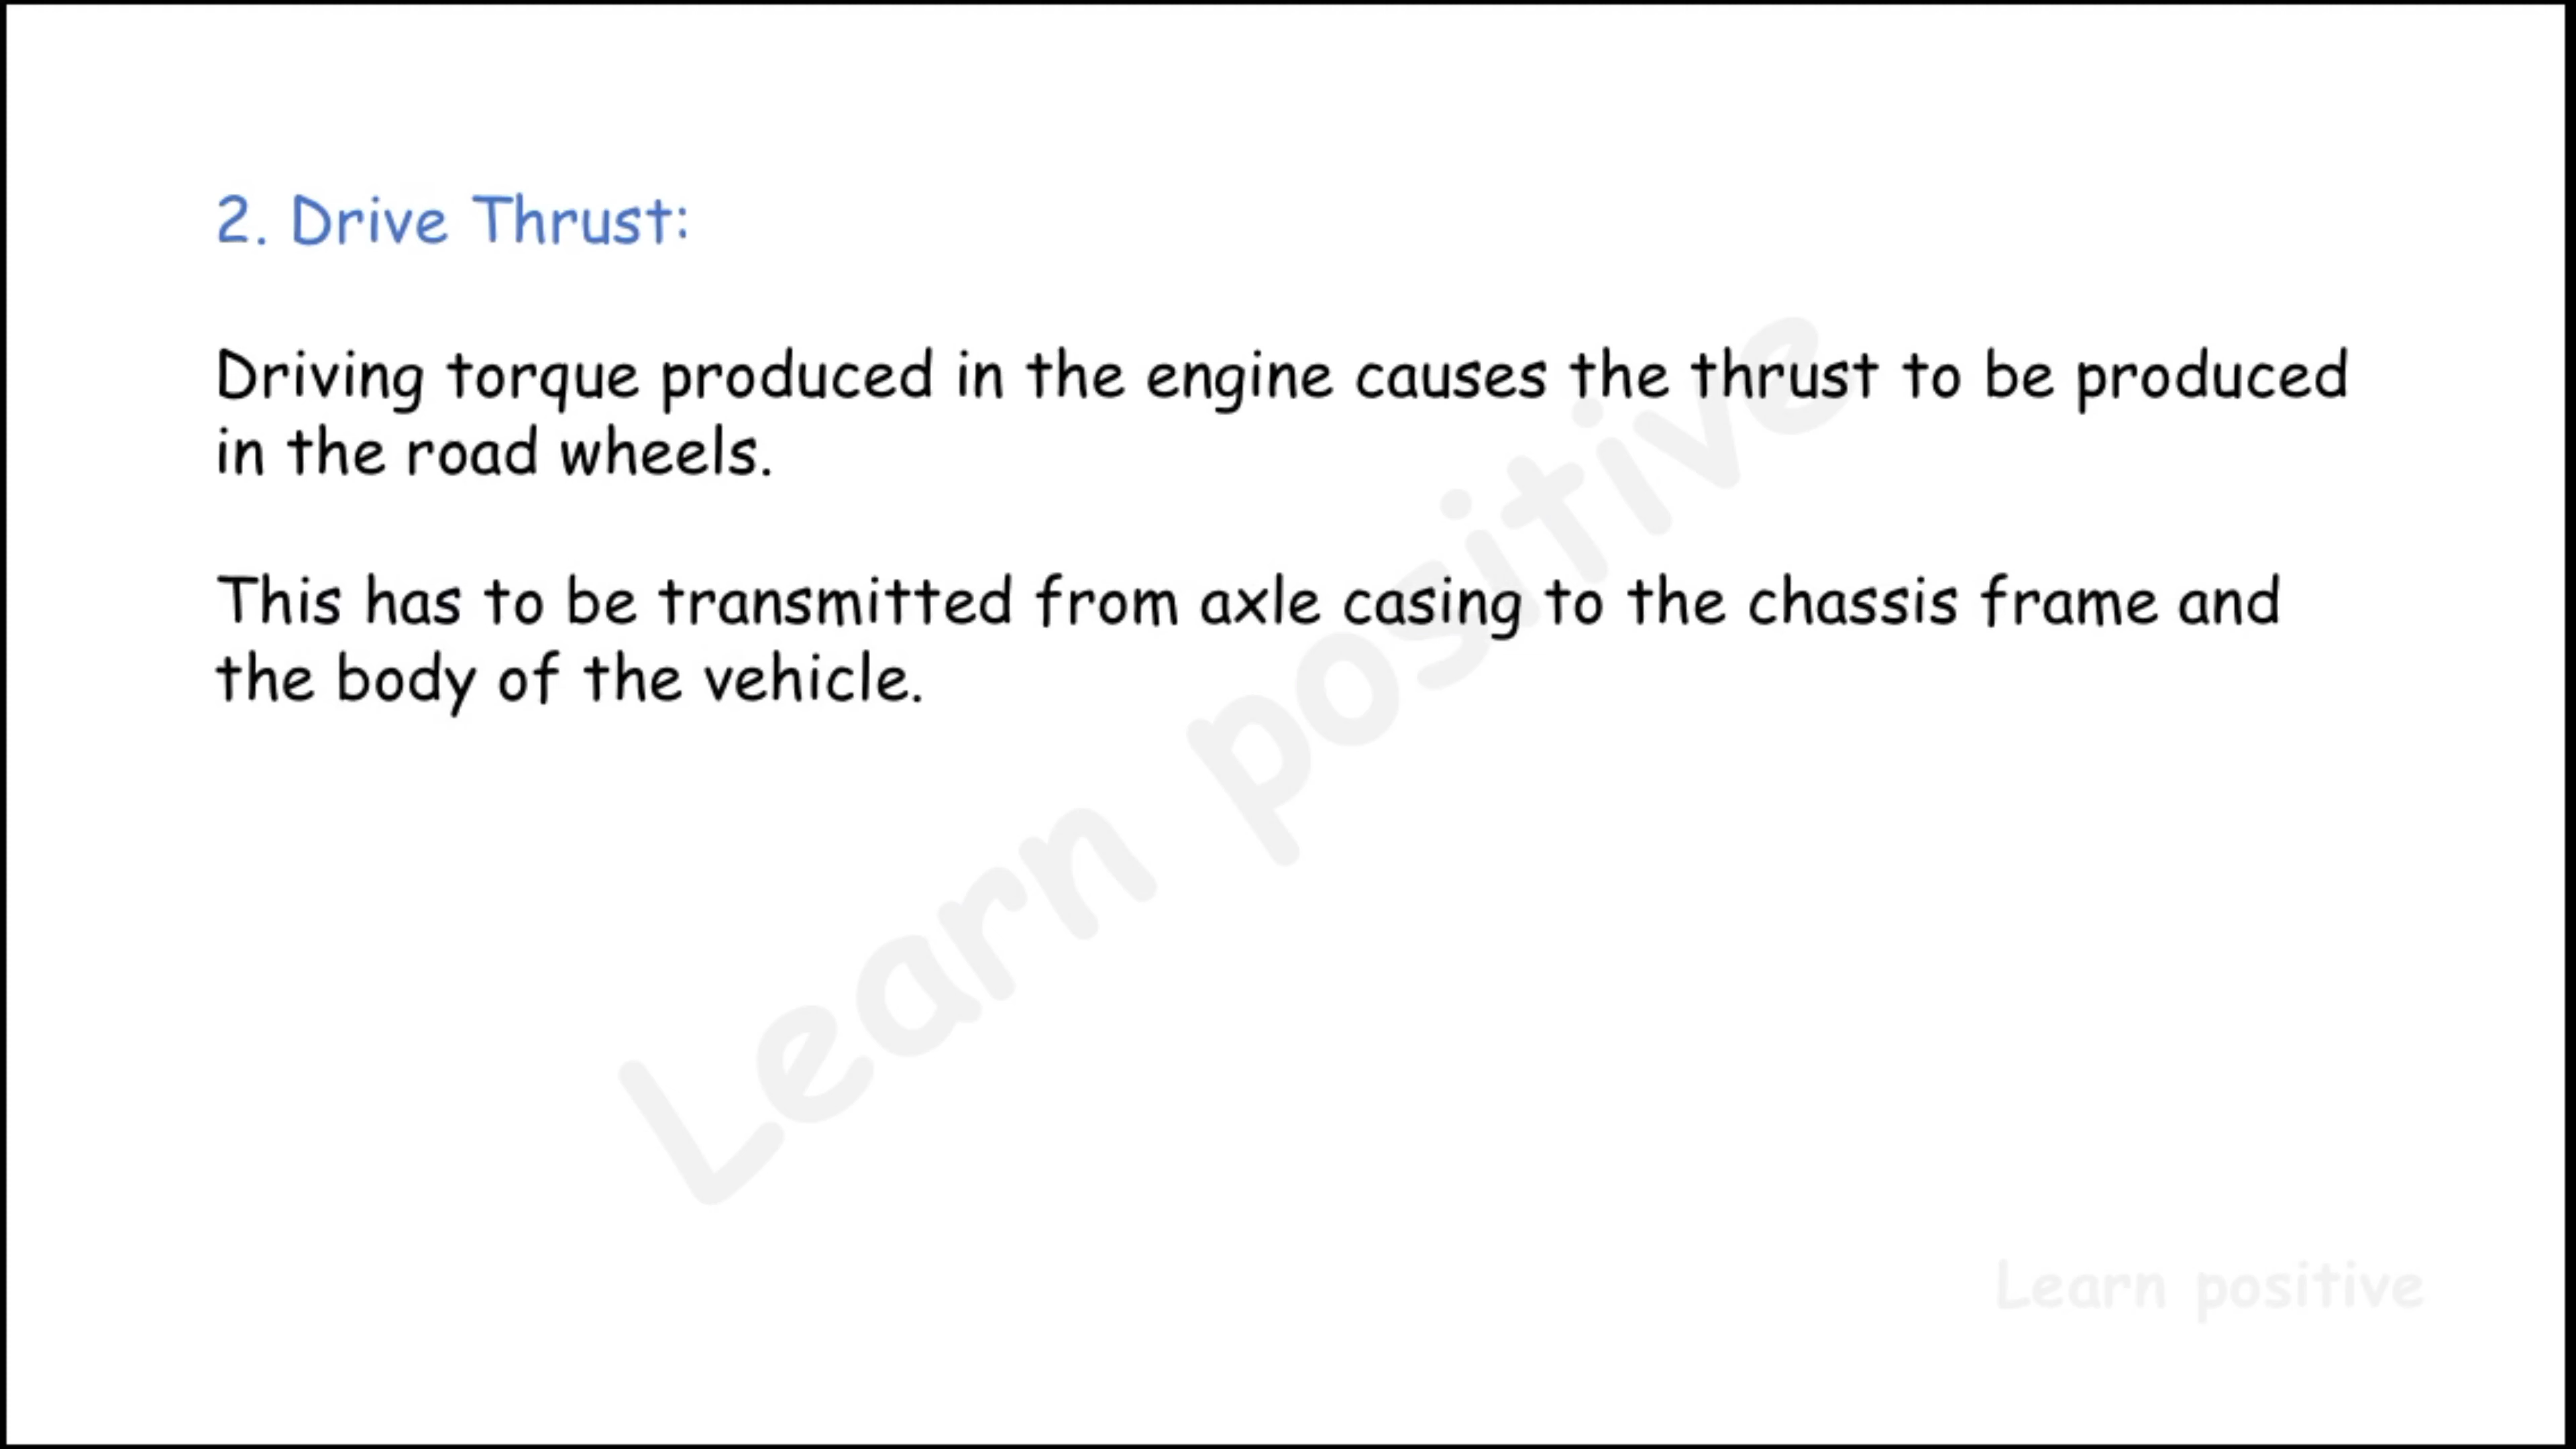 2. Drive Thrust:
Driving torque produced in the engine causes the thrust to be produced
in the road wheels.
This has to be transmitted from axle casing to the chassis frame and
the body of the vehicle.
Learn positive
Learn positive